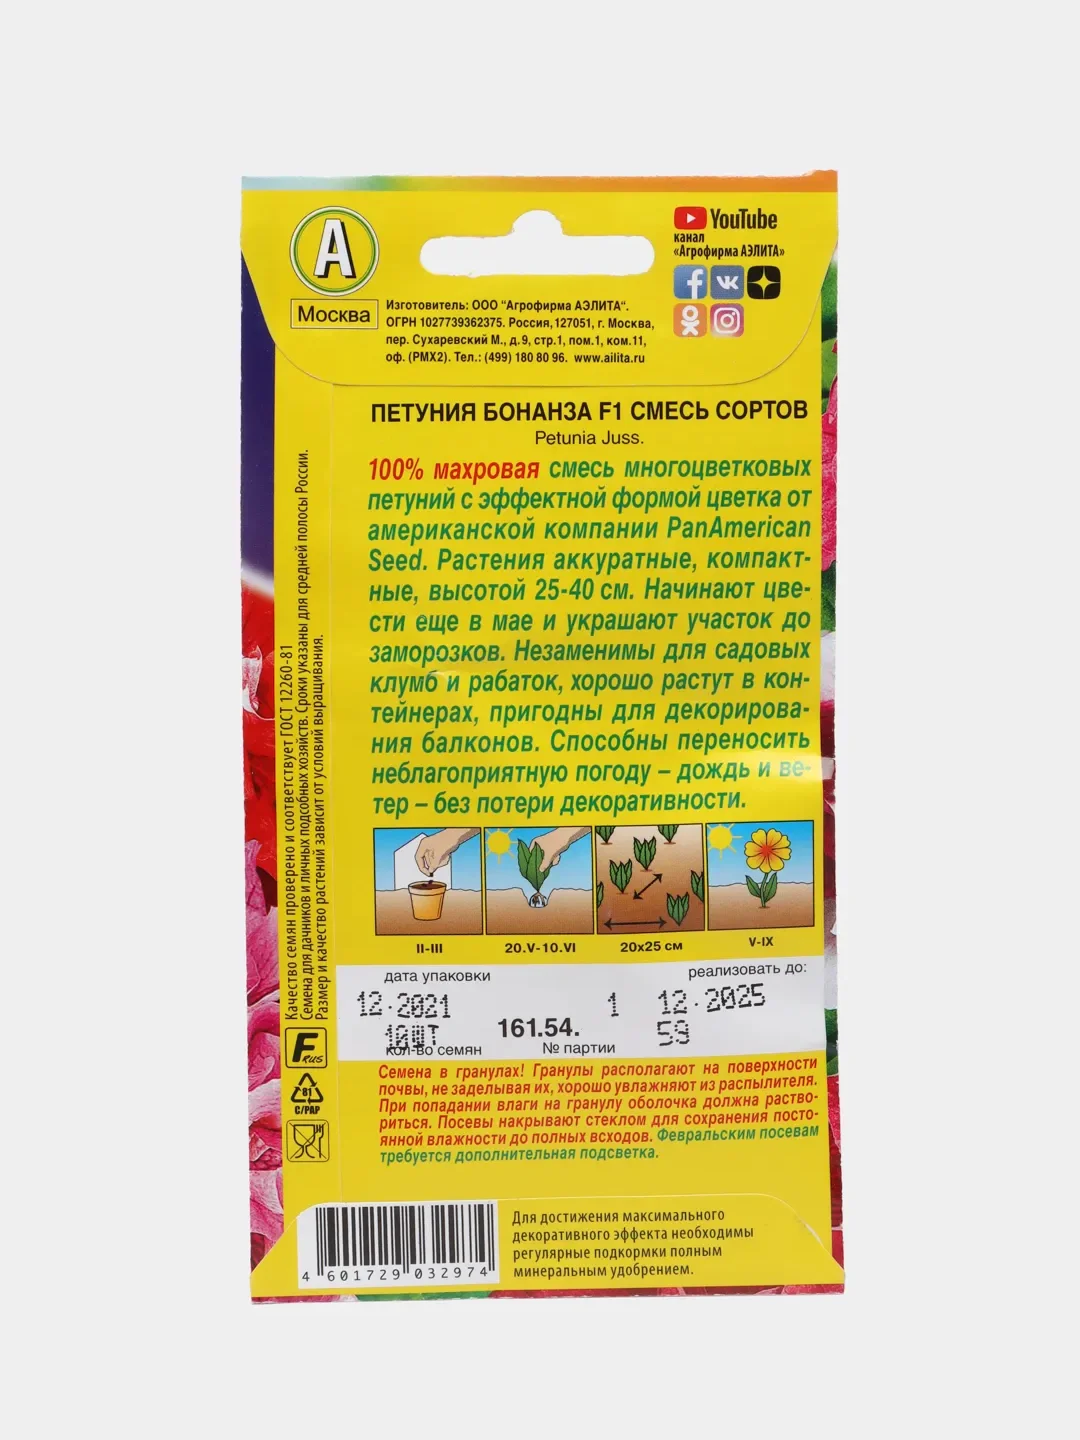 А
Москва
YouTube
канал
«Агрофирма АЭЛИТА»
Изготовитель: ООО "Агрофирма АЭЛИТА".
ОГРН 1027739362375. Россия,127051, г. Москва,
пер. Сухаревский М., д.9, стр.1, пом.1, ком.11,
оф. (РМХ2). Тел.: (499) 180 80 96. www.ailita.ru
ПЕТУНИЯ БОНАНЗА F1 СМЕСЬ СОРТОВ
Petunia Juss.
100% махровая смесь многоцветковых
петуний с эффектной формой цветка от
американской компании PanAmerican
Seed. Растения аккуратные, компакт-
ные, высотой 25-40 см. Начинают цве-
сти еще в мае и украшают участок до
заморозков. Незаменимы для садовых
клумб и рабаток, хорошо растут в кон-
тейнерах, пригодны для декорирова-
ния балконов. Способны переносить
неблагоприятную погоду – дождь и ве-
тер – без потери декоративности.
II-III
20.V-10.VI
20х25 см
V-IX
дата упаковки
реализовать до:
12.2021
1
12.2025
10ШТ
161.54.
59
кол-во семян
№ партии
Семена в гранулах! Гранулы располагают на поверхности
почвы, не заделывая их, хорошо увлажняют из распылителя.
При попадании влаги на гранулу оболочка должна раство-
риться. Посевы накрывают стеклом для сохранения посто-
янной влажности до полных всходов. Февральским посевам
требуется дополнительная подсветка.
Качество семян проверено и соответствует ГОСТ 12260-81
Семена для дачников и личных подсобных хозяйств. Сроки указаны для средней полосы России.
Размер и качество растений зависит от условий выращивания.
F RUS
81
C/PAP
4 601729 032974
Для достижения максимального
декоративного эффекта необходимы
регулярные подкормки полным
минеральным удобрением.